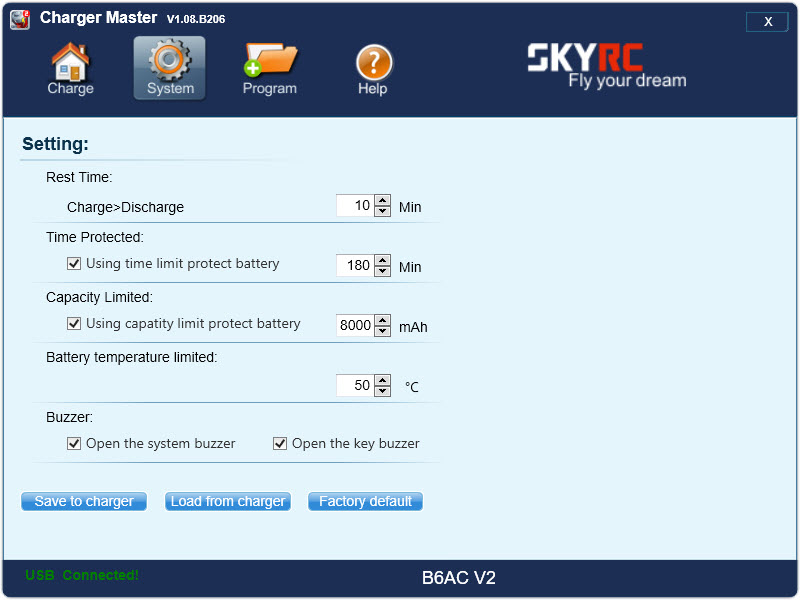 Charger Master V1.08.B206
X
Charge
System
Program
? Help
SKYRC
Fly your dream
Setting:
Rest Time:
Charge>Discharge 10 Min
Time Protected:
Using time limit protect battery 180 Min
Capacity Limited:
Using capatity limit protect battery 8000 mAh
Battery temperature limited:
50 °C
Buzzer:
Open the system buzzer Open the key buzzer
Save to charger Load from charger Factory default
USB Connected! B6AC V2